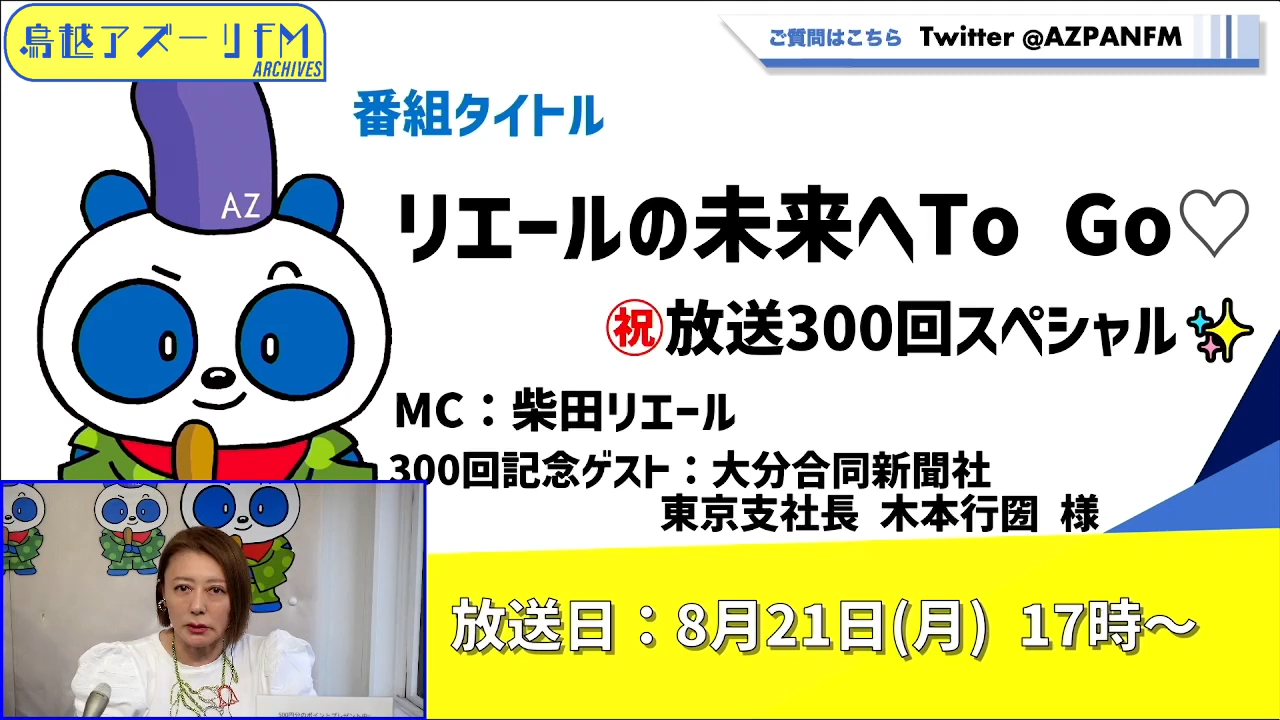 鳥越アズーリFM
ARCHIVES
ご質問はこちら Twitter @AZPANFM
番組タイトル
AZ
リエールの未来へTo Go♡
㊗放送300回スペシャル✨
MC：柴田リエール
300回記念ゲスト：大分合同新聞社
東京支社長 木本行圀 様
放送日：8月21日(月) 17時～